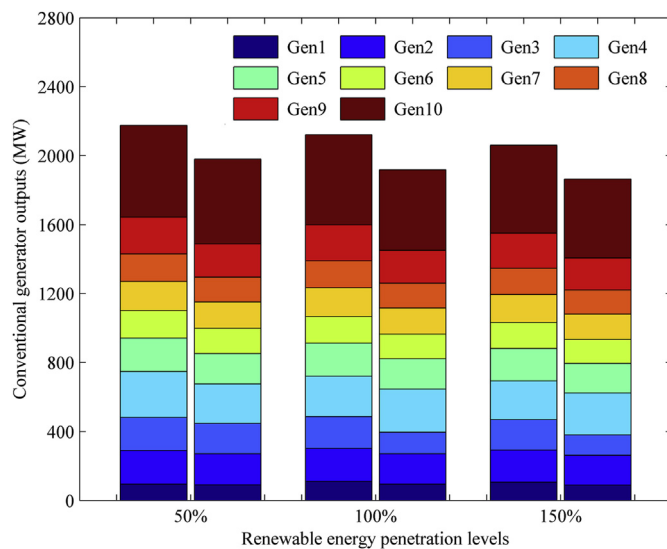 2800
2400
2000
1600
1200
800
400
0
Conventional generator outputs (MW)
Gen1 Gen2 Gen3 Gen4
Gen5 Gen6 Gen7 Gen8
Gen9 Gen10
50% 100% 150%
Renewable energy penetration levels